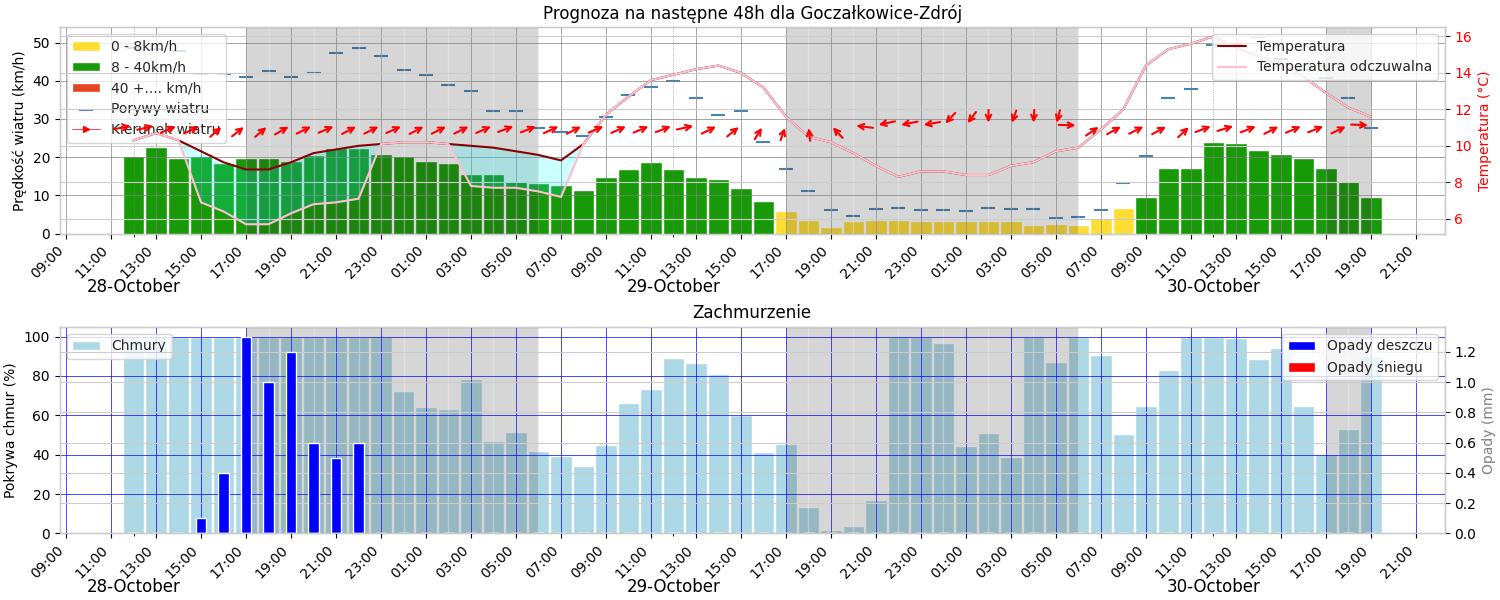 Prognoza na następne 48h dla Goczałkowice-Zdrój
Prędkość wiatru (km/h)
50
40
30
20
10
0
0 - 8km/h
8 - 40km/h
40 +.... km/h
Porywy wiatru
Kierunek wiatru
Temperatura
Temperatura odczuwalna
16
14
12
10
8
6
Temperatura (°C)
09:00 11:00 13:00 15:00 17:00 19:00 21:00 23:00 01:00 03:00 05:00 07:00 09:00 11:00 13:00 15:00 17:00 19:00 21:00 23:00 01:00 03:00 05:00 07:00 09:00 11:00 13:00 15:00 17:00 19:00 21:00
28-October 29-October 30-October
Zachmurzenie
Pokrywa chmur (%)
100
80
60
40
20
0
Chmury
Opady deszczu
Opady śniegu
1.2
1.0
0.8
0.6
0.4
0.2
0.0
Opady (mm)
09:00 11:00 13:00 15:00 17:00 19:00 21:00 23:00 01:00 03:00 05:00 07:00 09:00 11:00 13:00 15:00 17:00 19:00 21:00 23:00 01:00 03:00 05:00 07:00 09:00 11:00 13:00 15:00 17:00 19:00 21:00
28-October 29-October 30-October